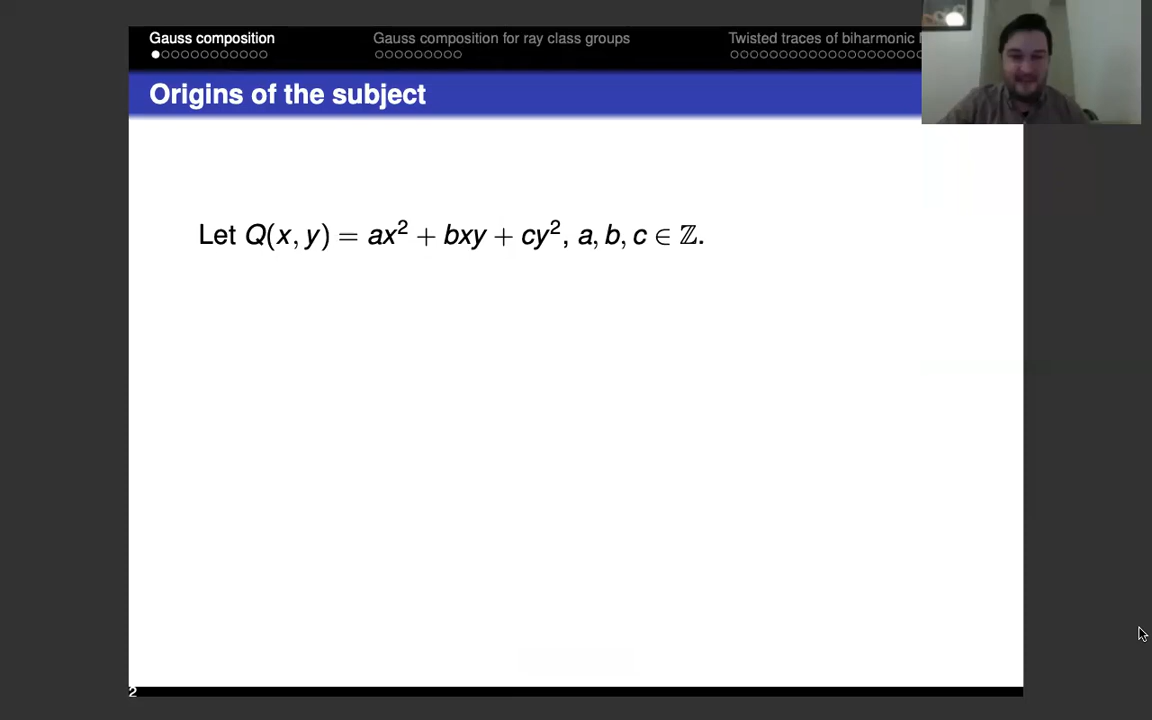 Gauss composition
Gauss composition for ray class groups
Twisted traces of biharmonic
Origins of the subject
Let Q(x, y) = ax² + bxy + cy², a, b, c ∈ ℤ.
2